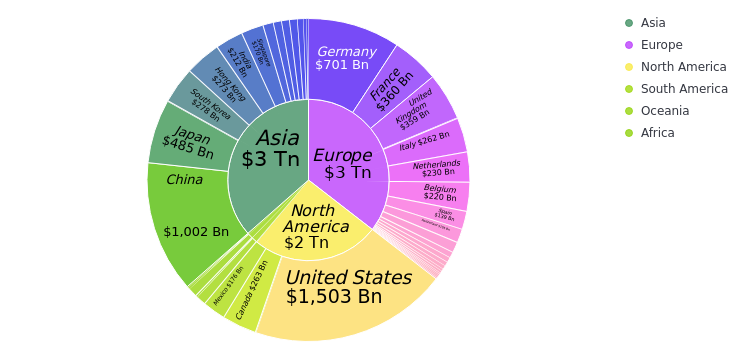 Asia
$3 Tn
Europe
$3 Tn
North
America
$2 Tn
Germany
$701 Bn
France
$360 Bn
United
Kingdom
$359 Bn
Italy $262 Bn
Netherlands
$230 Bn
Belgium
$220 Bn
Spain
$139 Bn
United States
$1,503 Bn
Canada $263 Bn
Mexico $176 Bn
China
$1,002 Bn
Japan
$485 Bn
South Korea
$278 Bn
Hong Kong
$273 Bn
India
$212 Bn
Singapore
Asia
Europe
North America
South America
Oceania
Africa